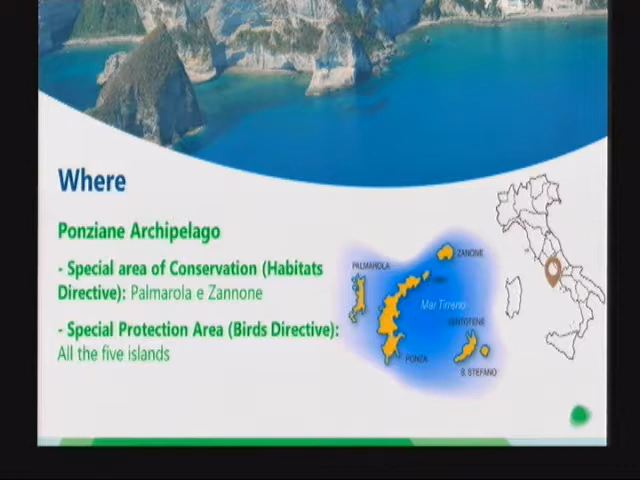 Where
Ponziane Archipelago
- Special area of Conservation (Habitats
Directive): Palmarola e Zannone
- Special Protection Area (Birds Directive):
All the five islands
PALMAROLA
ZANONE
Mar Tirreno
VENTOTENE
PONZA
S. STEFANO